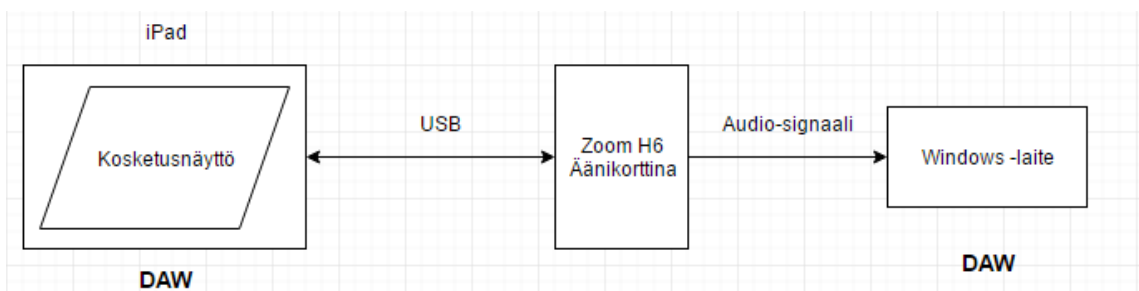 iPad
Kosketusnäyttö
DAW
USB
Zoom H6
Äänikorttina
Audio-signaali
Windows -laite
DAW